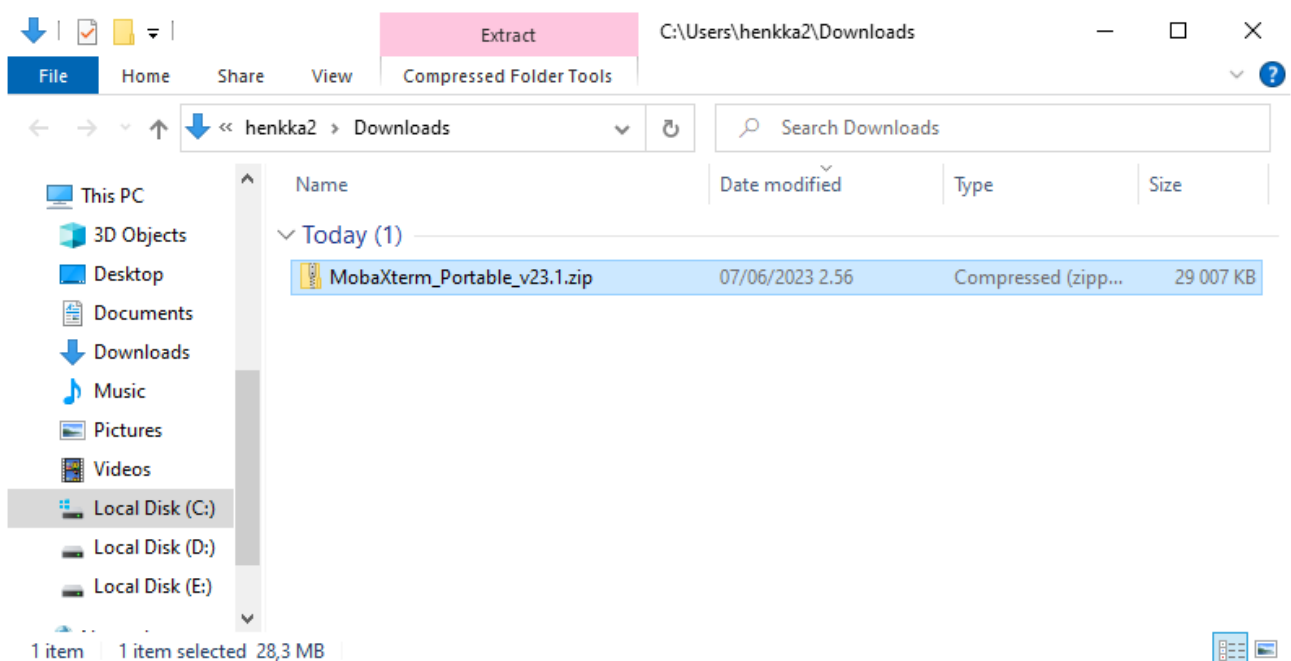 Extract
C:\Users\henkka2\Downloads
File Home Share View Compressed Folder Tools
« henkka2 › Downloads
Search Downloads
Name Date modified Type Size
This PC
Today (1)
3D Objects
MobaXterm_Portable_v23.1.zip 07/06/2023 2.56 Compressed (zipp... 29 007 KB
Desktop
Documents
Downloads
Music
Pictures
Videos
Local Disk (C:)
Local Disk (D:)
Local Disk (E:)
1 item 1 item selected 28,3 MB